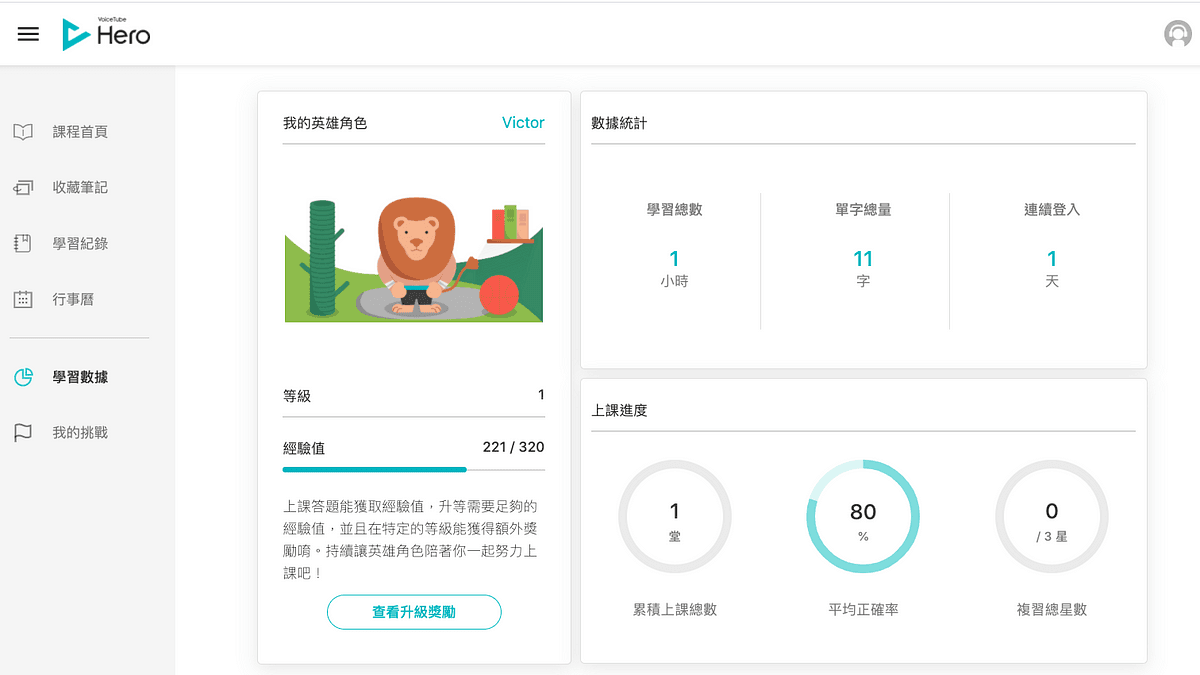 VoiceTube
Hero
課程首頁
收藏筆記
學習紀錄
行事曆
學習數據
我的挑戰
我的英雄角色
Victor
等級
1
經驗值
221 / 320
上課答題能獲取經驗值，升等需要足夠的
經驗值，並且在特定的等級能獲得額外獎
勵唷。持續讓英雄角色陪著你一起努力上
課吧！
查看升級獎勵
數據統計
學習總數
1
小時
單字總量
11
字
連續登入
1
天
上課進度
1
堂
累積上課總數
80
%
平均正確率
0
/ 3 星
複習總星數